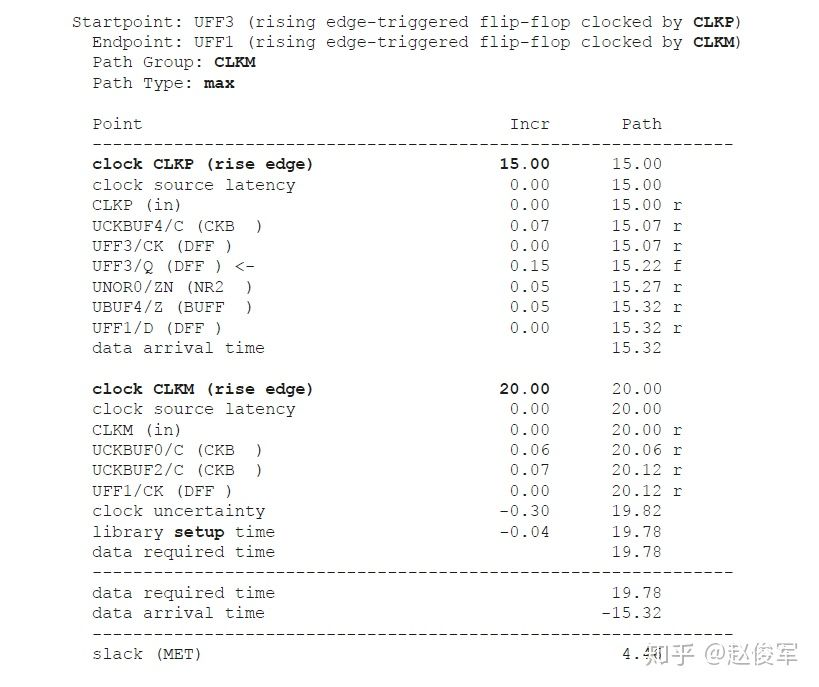 Startpoint: UFF3 (rising edge-triggered flip-flop clocked by CLKP)
Endpoint: UFF1 (rising edge-triggered flip-flop clocked by CLKM)
Path Group: CLKM
Path Type: max
Point Incr Path
clock CLKP (rise edge) 15.00 15.00
clock source latency 0.00 15.00
CLKP (in) 0.00 15.00 r
UCKBUF4/C (CKB ) 0.07 15.07 r
UFF3/CK (DFF ) 0.00 15.07 r
UFF3/Q (DFF ) <- 0.15 15.22 f
UNOR0/ZN (NR2 ) 0.05 15.27 r
UBUF4/Z (BUFF ) 0.05 15.32 r
UFF1/D (DFF ) 0.00 15.32 r
data arrival time 15.32
clock CLKM (rise edge) 20.00 20.00
clock source latency 0.00 20.00
CLKM (in) 0.00 20.00 r
UCKBUF0/C (CKB ) 0.06 20.06 r
UCKBUF2/C (CKB ) 0.07 20.12 r
UFF1/CK (DFF ) 0.00 20.12 r
clock uncertainty -0.30 19.82
library setup time -0.04 19.78
data required time 19.78
data required time 19.78
data arrival time -15.32
slack (MET) 4.46
知乎 @赵俊军